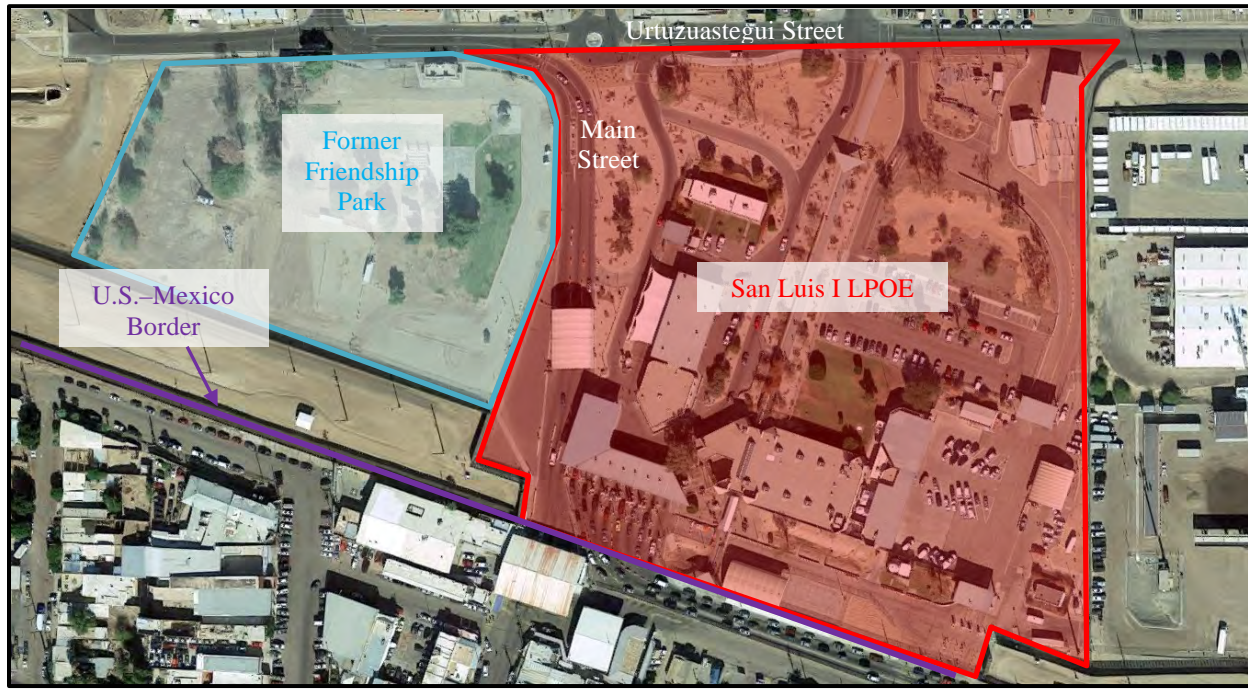 Urtuzuastegui Street
Main
Street
Former
Friendship
Park
San Luis I LPOE
U.S.–Mexico
Border